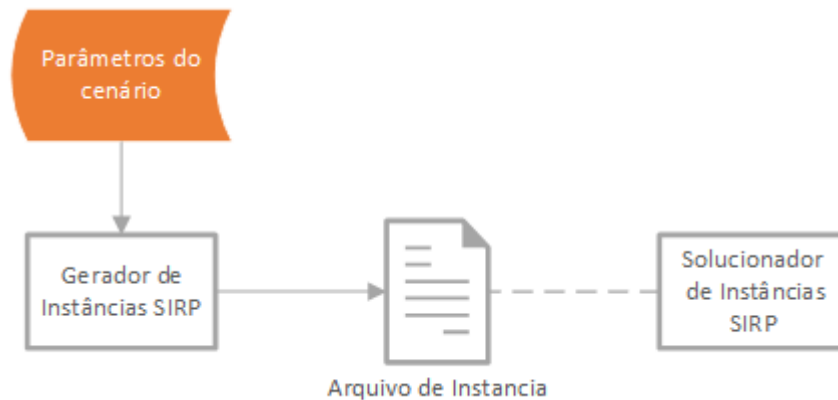 Parâmetros do
cenário
Gerador de
Instâncias SIRP
Arquivo de Instancia
Solucionador
de Instâncias
SIRP